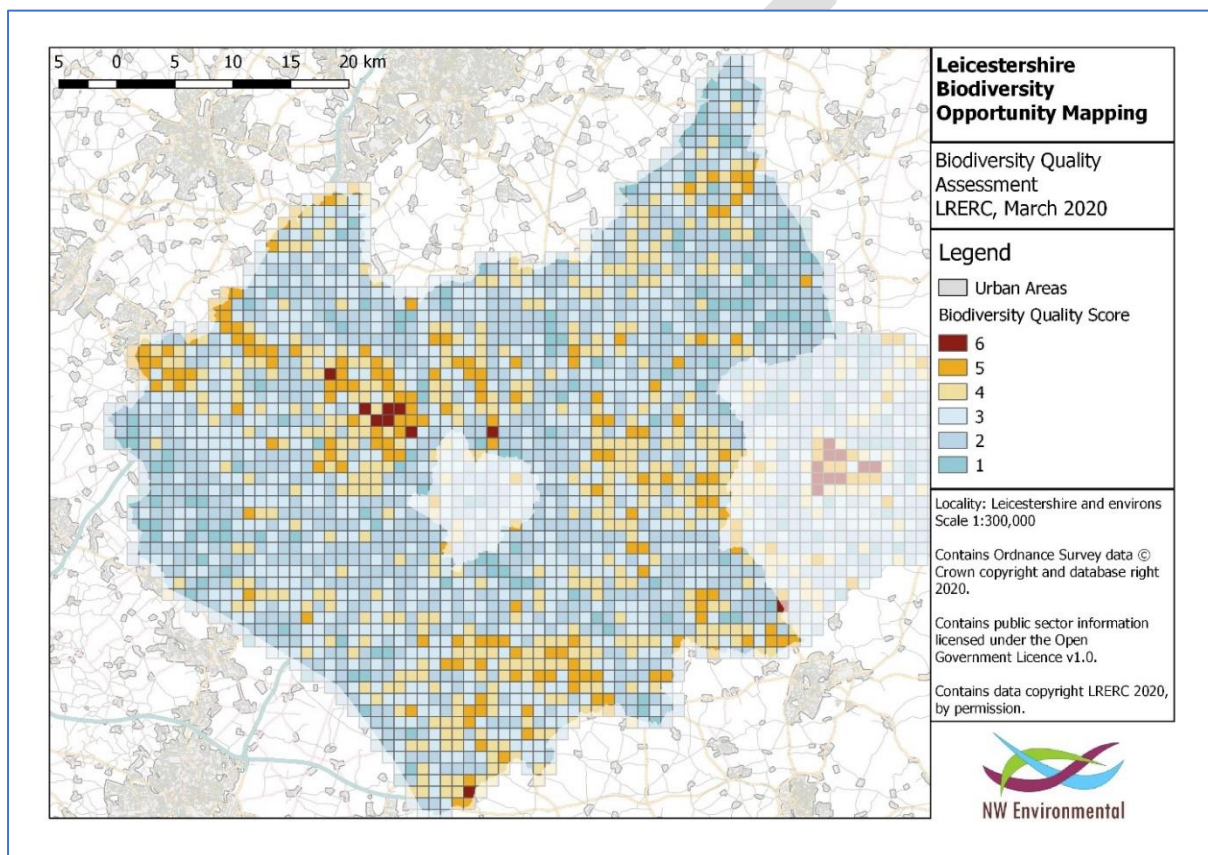 5 0 5 10 15 20 km
Leicestershire
Biodiversity
Opportunity Mapping
Biodiversity Quality
Assessment
LRERC, March 2020
Legend
Urban Areas
Biodiversity Quality Score
6
5
4
3
2
1
Locality: Leicestershire and environs
Scale 1:300,000
Contains Ordnance Survey data ©
Crown copyright and database right
2020.
Contains public sector information
licensed under the Open
Government Licence v1.0.
Contains data copyright LRERC 2020,
by permission.
NW Environmental